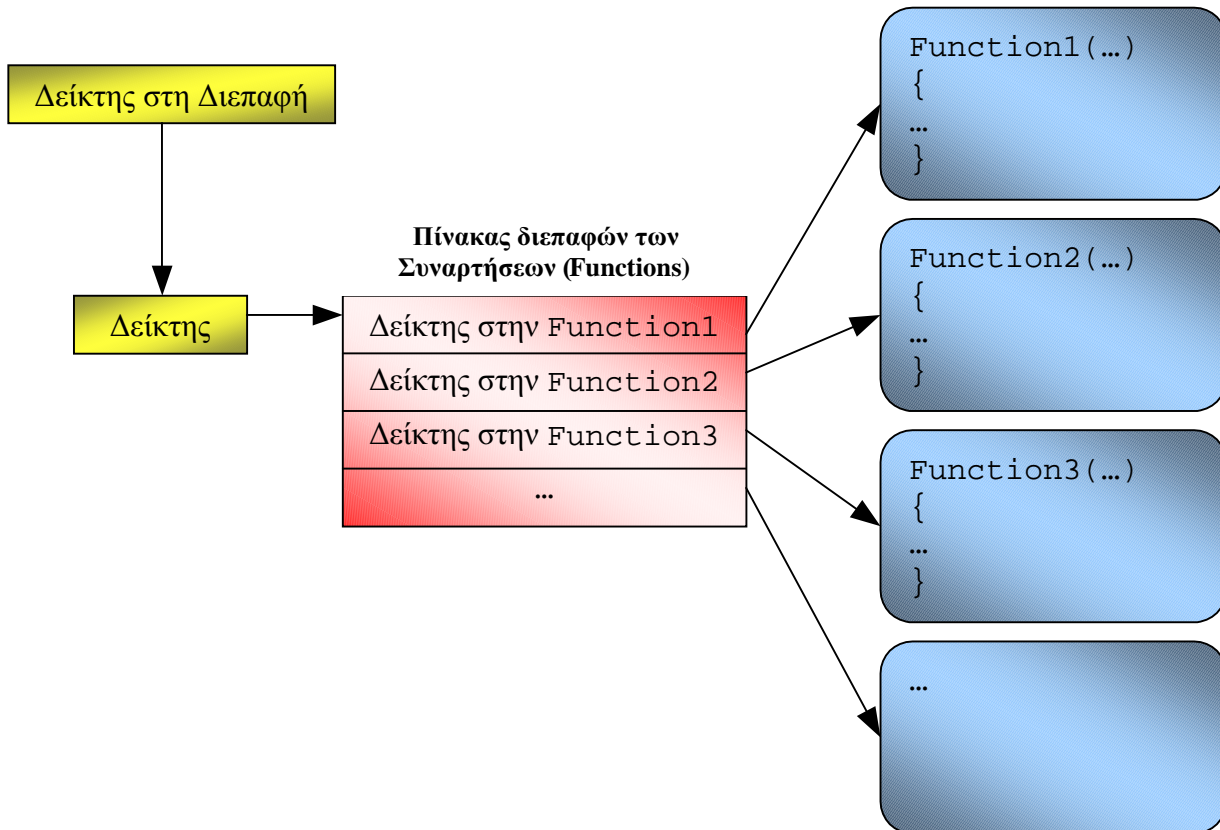 Δείκτης στη Διεπαφή
Δείκτης
Πίνακας διεπαφών των
Συναρτήσεων (Functions)
Δείκτης στην Function1
Δείκτης στην Function2
Δείκτης στην Function3
…
Function1(…)
{
…
}
Function2(…)
{
…
}
Function3(…)
{
…
}
…